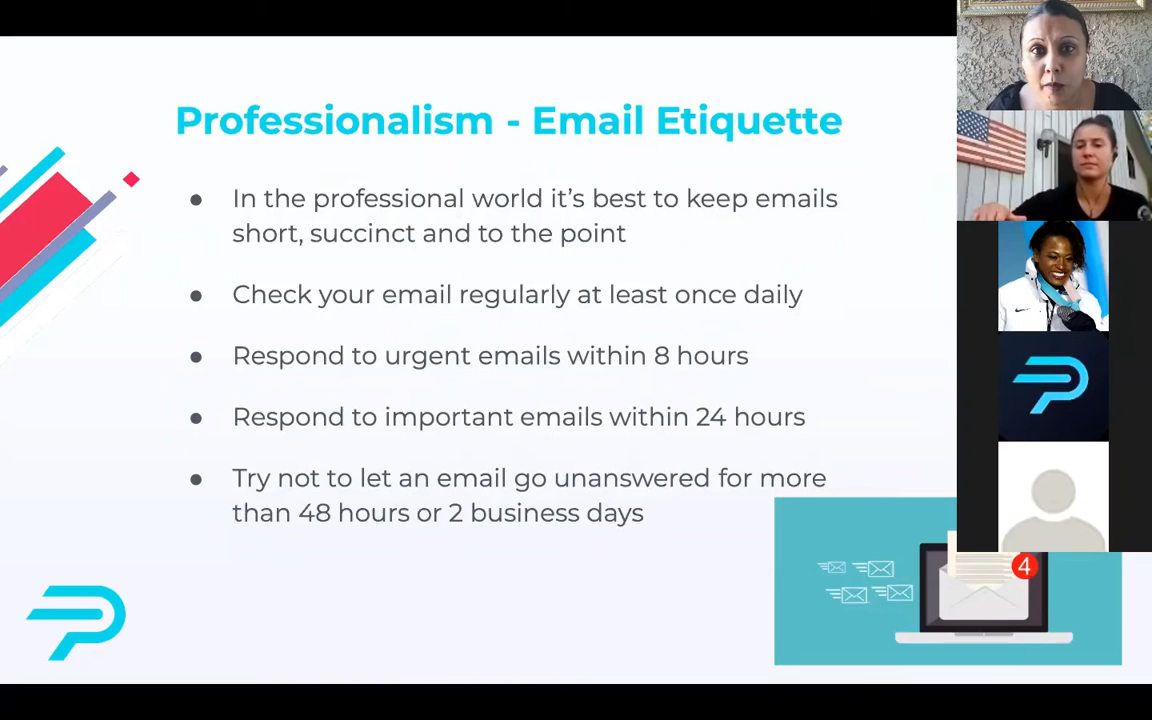 Professionalism - Email Etiquette
● In the professional world it’s best to keep emails
short, succinct and to the point
● Check your email regularly at least once daily
● Respond to urgent emails within 8 hours
● Respond to important emails within 24 hours
● Try not to let an email go unanswered for more
than 48 hours or 2 business days
4